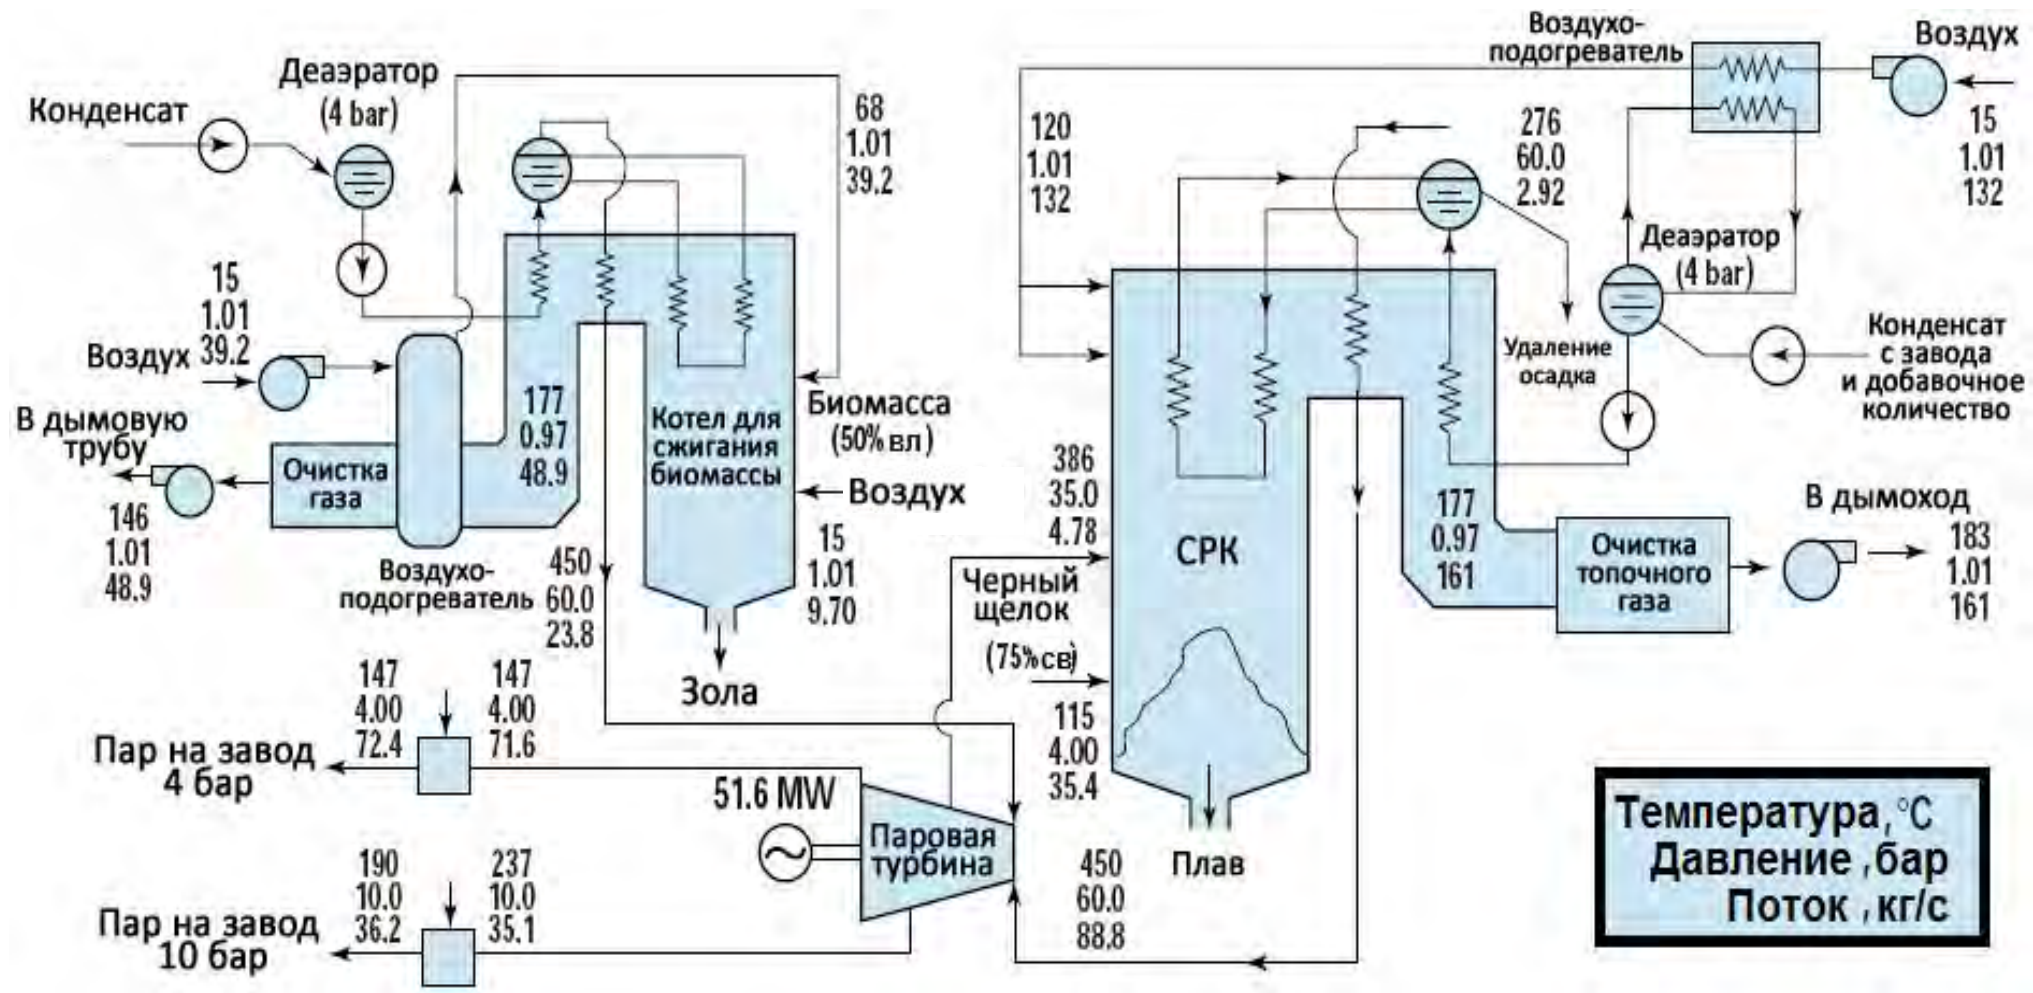 Деаэратор
(4 bar)
Конденсат
68
1.01
39.2
15
1.01
39.2
Воздух
В дымовую
трубу
146
1.01
48.9
Очистка
газа
Воздухо-
подогреватель
177
0.97
48.9
Котел для
сжигания
биомассы
Биомасса
(50% вл)
Воздух
15
1.01
9.70
450
60.0
23.8
Зола
147
4.00
72.4
147
4.00
71.6
Пар на завод
4 бар
190
10.0
36.2
237
10.0
35.1
Пар на завод
10 бар
51.6 MW
Паровая
турбина
Воздухо-
подогреватель
Воздух
15
1.01
132
120
1.01
132
276
60.0
2.92
Деаэратор
(4 bar)
Удаление
осадка
Конденсат
с завода
и добавочное
количество
386
35.0
4.78
СРК
Черный
щелок
(75%св)
115
4.00
35.4
177
0.97
161
Очистка
топочного
газа
В дымоход
183
1.01
161
Плав
450
60.0
88.8
Температура,°C
Давление ,бар
Поток ,кг/с